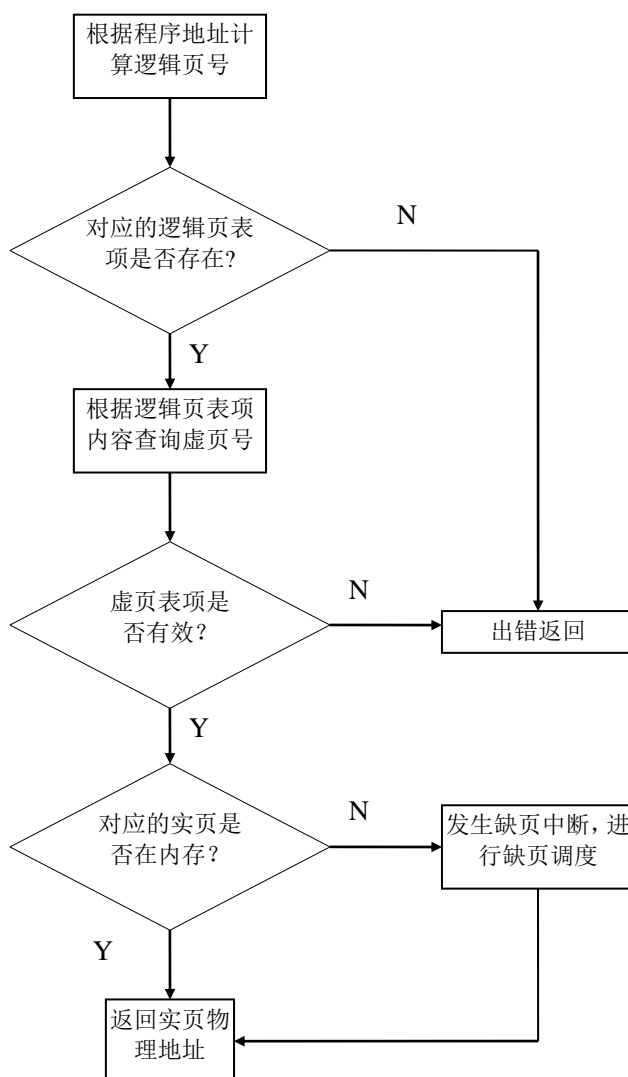 根据程序地址计
算逻辑页号
对应的逻辑页表
项是否存在?
N
Y
根据逻辑页表项
内容查询虚页号
虚页表项是
否有效？
N
出错返回
Y
对应的实页是
否在内存？
N
发生缺页中断，进
行缺页调度
Y
返回实页物
理地址